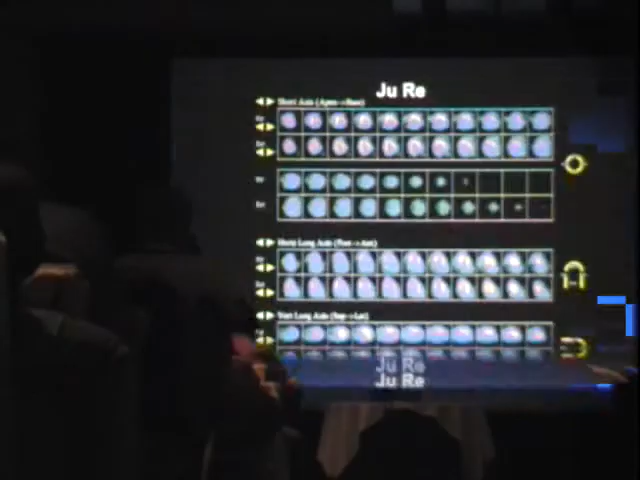 Ju Re
Short Axis (Apex->Base)
Horiz Long Axis (Post->Ant)
Vert Long Axis (Sep->Lat)
Ju Re
Ju Re